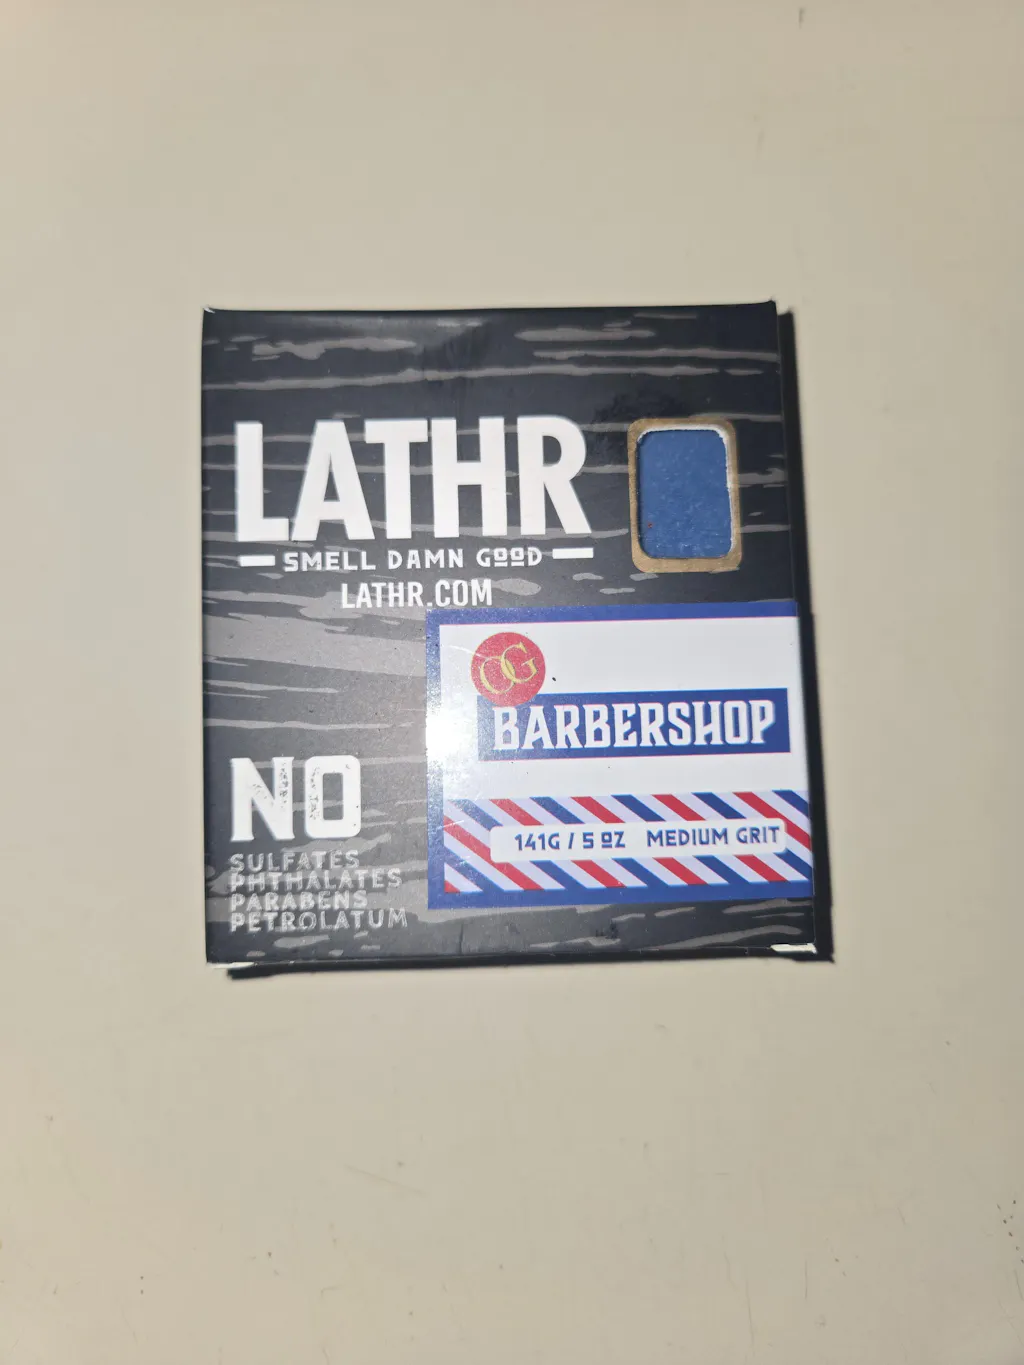 LATHR
SMELL DAMN GOOD
LATHR.COM
OG
BARBERSHOP
141G / 5 OZ MEDIUM GRIT
NO
SULFATES
PHTHALATES
PARABENS
PETROLATUM